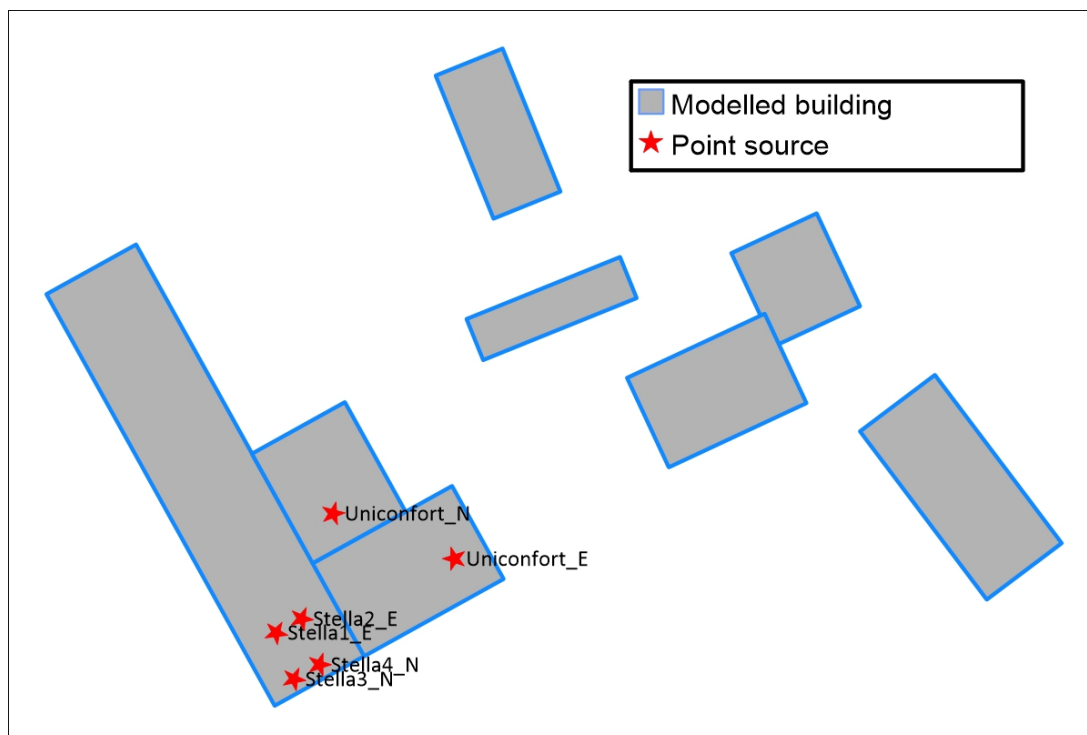 Modelled building
Point source
Uniconfort_N
Uniconfort_E
Stella2_E
Stella1_E
Stella4_N
Stella3_N